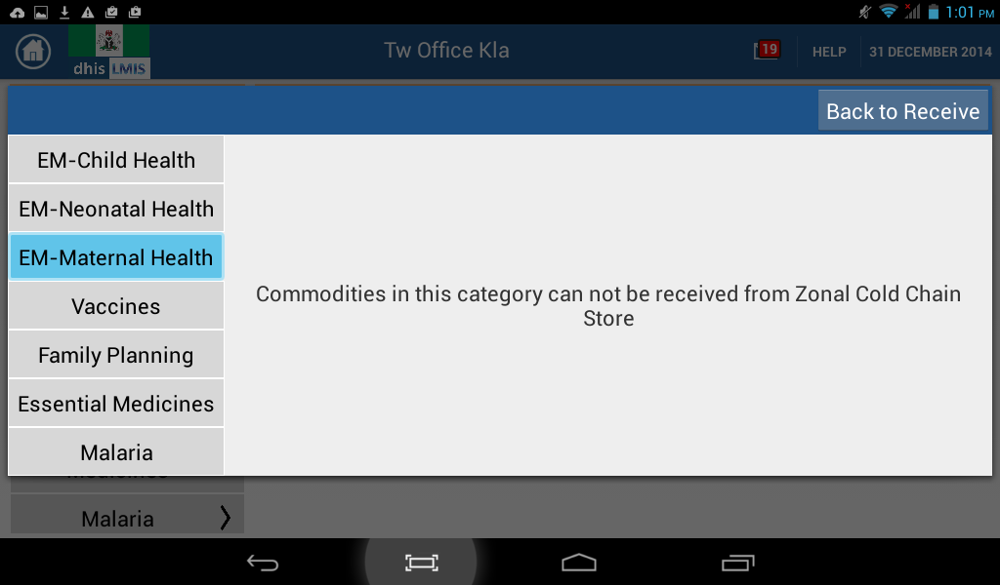 1:01 PM
dhis LMIS
Tw Office Kla
19
HELP
31 DECEMBER 2014
Back to Receive
EM-Child Health
EM-Neonatal Health
EM-Maternal Health
Vaccines
Family Planning
Essential Medicines
Malaria
Commodities in this category can not be received from Zonal Cold Chain
Store
Malaria